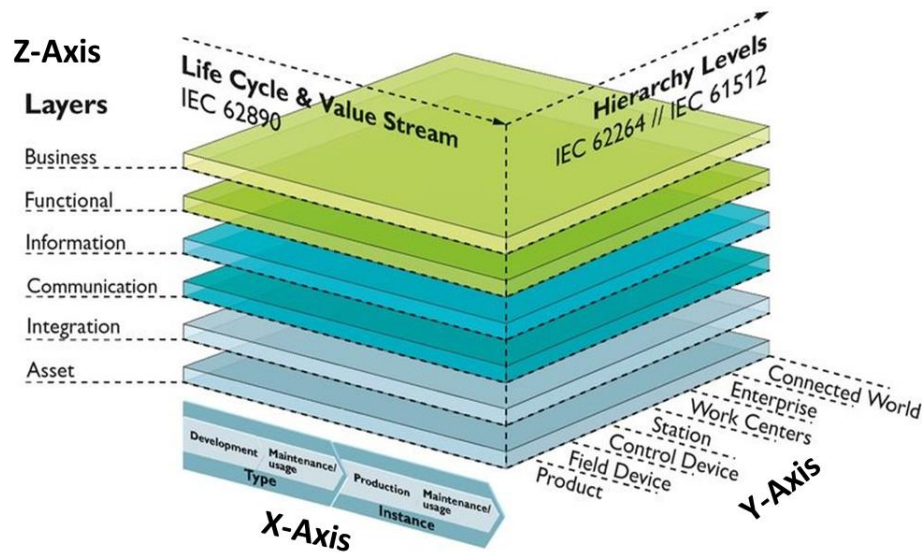 Z-Axis
Layers
Life Cycle & Value Stream
IEC 62890
Hierarchy Levels
IEC 62264 // IEC 61512
Business
Functional
Information
Communication
Integration
Asset
Development
Maintenance/
usage
Type
Production
Maintenance/
usage
Instance
X-Axis
Connected World
Enterprise
Work Centers
Station
Control Device
Field Device
Product
Y-Axis